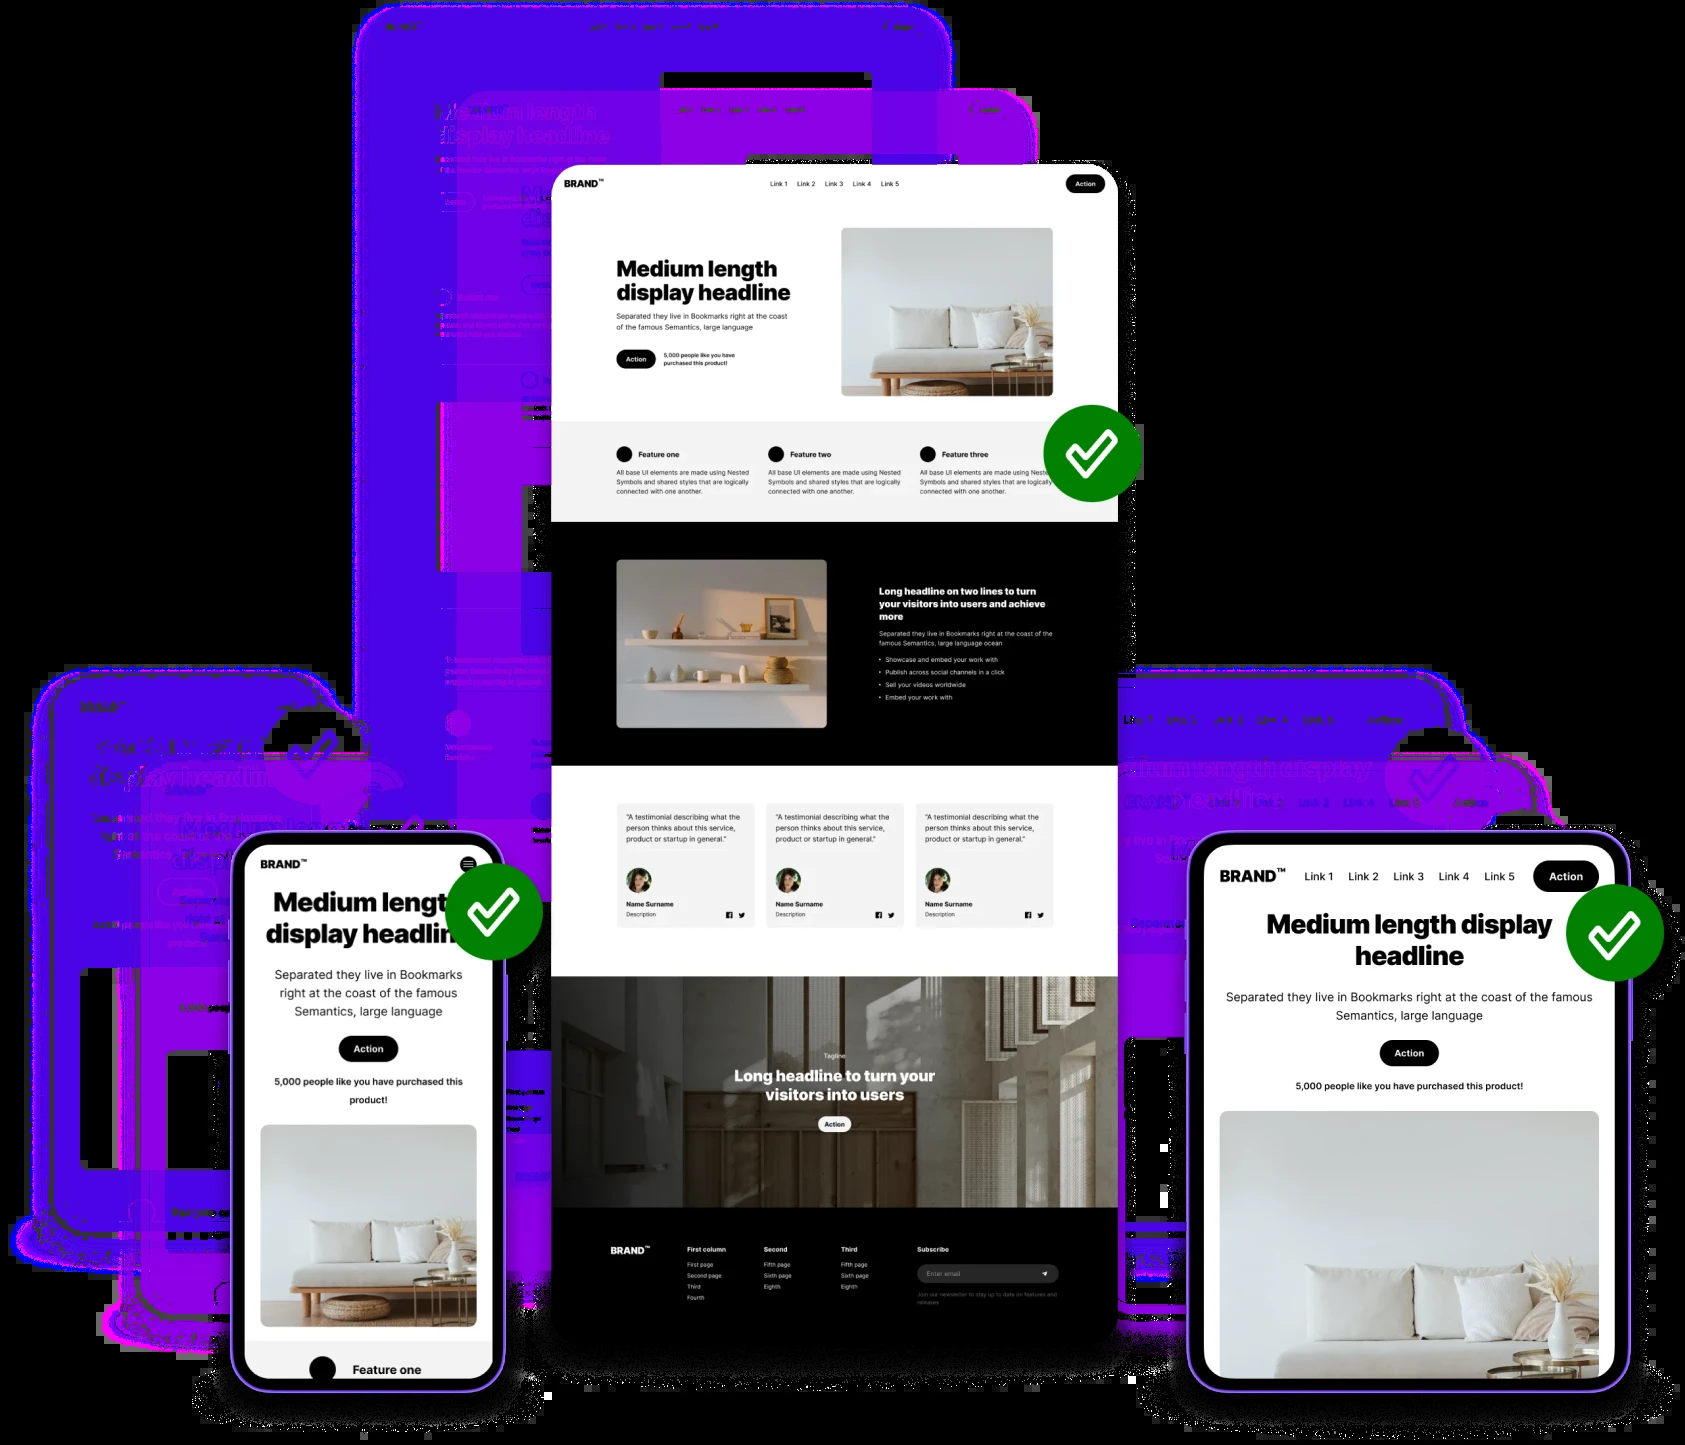 BRAND™
Link 1 Link 2 Link 3 Link 4 Link 5
Action
Medium length
display headline
Separated they live in Bookmarks right at the coast
of the famous Semantics, large language
Action
5,000 people like you have
purchased this product!
Feature one
All base UI elements are made using Nested
Symbols and shared styles that are logically
connected with one another.
Feature two
All base UI elements are made using Nested
Symbols and shared styles that are logically
connected with one another.
Feature three
All base UI elements are made using Neste
Symbols and shared styles that are logically
connected with one another.
Long headline on two lines to turn
your visitors into users and achieve
more
Separated they live in Bookmarks right at the coast of the
famous Semantics, large language ocean
• Showcase and embed your work with
• Publish across social channels in a click
• Sell your videos worldwide
• Embed your work with
"A testimonial describing what the
person thinks about this service,
product or startup in general."
Name Surname
Description
"A testimonial describing what the
person thinks about this service,
product or startup in general."
Name Surname
Description
"A testimonial describing what the
person thinks about this service,
product or startup in general."
Name Surname
Description
Tagline
Long headline to turn your
visitors into users
Action
BRAND™
First column
First page
Second page
Third
Fourth
Second
Fifth page
Sixth page
Eighth
Third
Fifth page
Sixth page
Eighth
Subscribe
Enter email
Join our newsletter to stay up to date on features and
releases
BRAND™
Medium lengt
display headlin
Separated they live in Bookmarks
right at the coast of the famous
Semantics, large language
Action
5,000 people like you have purchased this
product!
Feature one
BRAND™
Link 1 Link 2 Link 3 Link 4 Link 5
Action
Medium length display
headline
Separated they live in Bookmarks right at the coast of the famous
Semantics, large language
Action
5,000 people like you have purchased this product!
Medium length
display headline